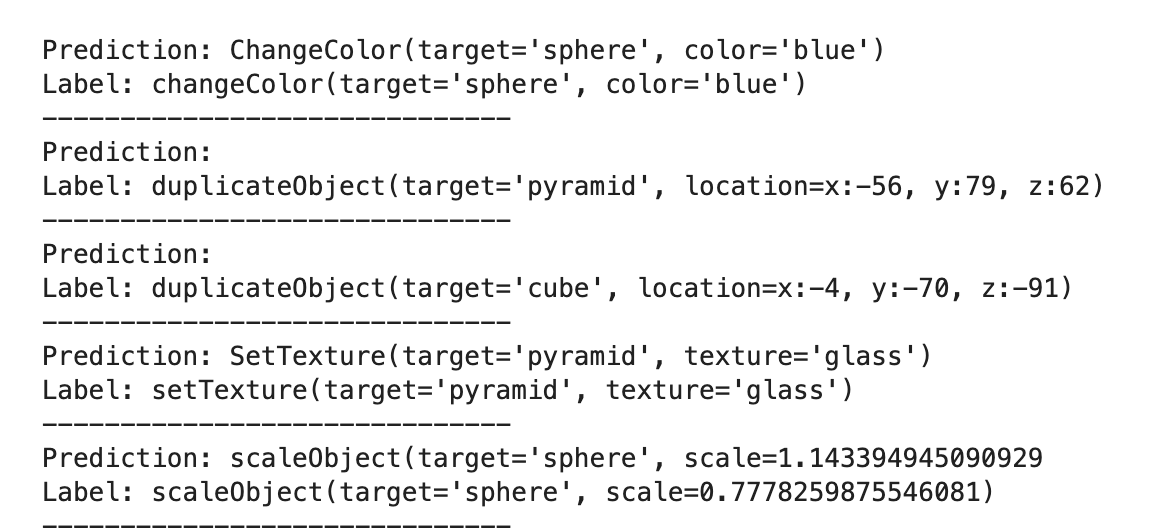 Prediction: ChangeColor(target='sphere', color='blue')
Label: changeColor(target='sphere', color='blue')
------------------------------
Prediction:
Label: duplicateObject(target='pyramid', location=x:-56, y:79, z:62)
------------------------------
Prediction:
Label: duplicateObject(target='cube', location=x:-4, y:-70, z:-91)
------------------------------
Prediction: SetTexture(target='pyramid', texture='glass')
Label: setTexture(target='pyramid', texture='glass')
------------------------------
Prediction: scaleObject(target='sphere', scale=1.143394945090929
Label: scaleObject(target='sphere', scale=0.7778259875546081)
------------------------------